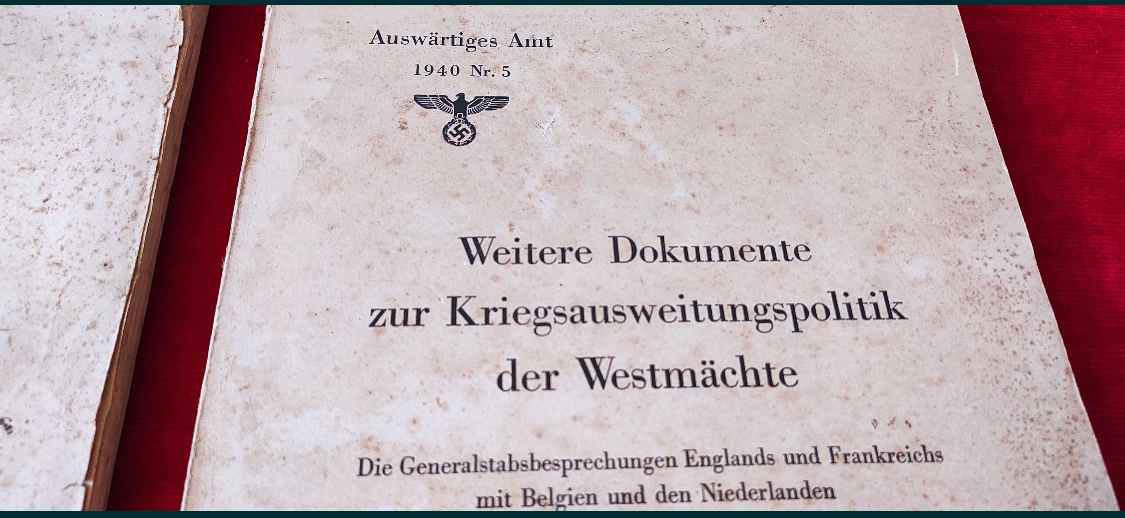 Auswärtiges Amt
1940 Nr. 5
Weitere Dokumente
zur Kriegsausweitungspolitik
der Westmächte
Die Generalstabsbesprechungen Englands und Frankreichs
mit Belgien und den Niederlanden